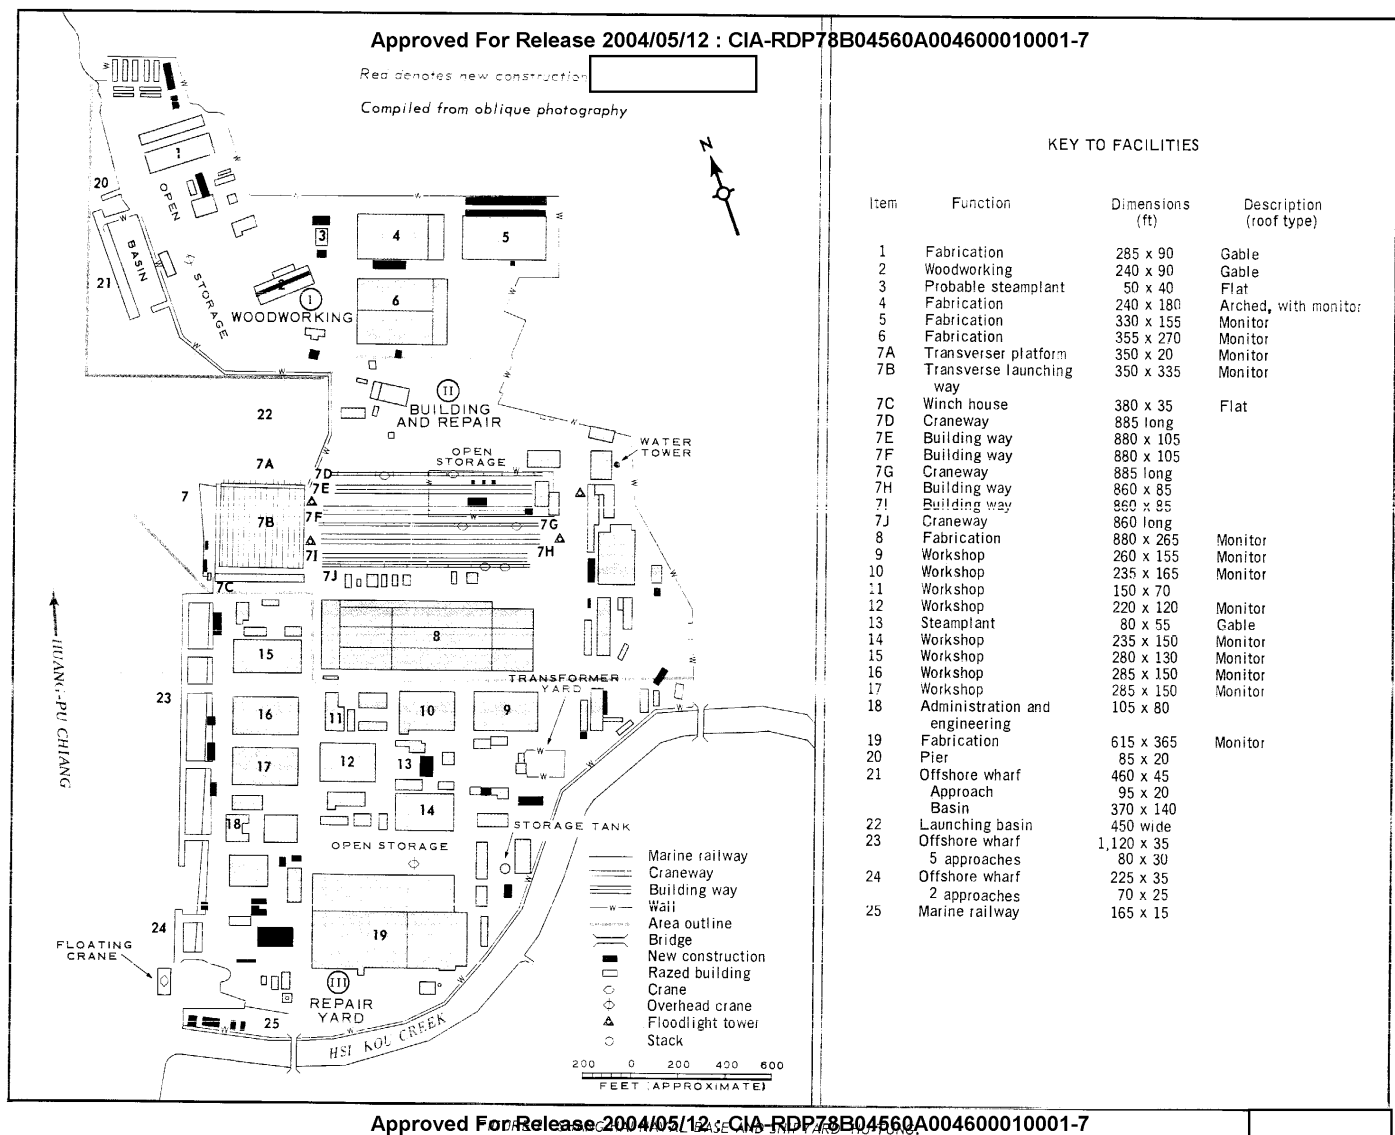 Approved For Release 2004/05/12 : CIA-RDP78B04560A004600010001-7
Red denotes new construction
Compiled from oblique photography
N
1
OPEN
STORAGE
20
BASIN
21
3
4
5
2
I
WOODWORKING
6
II
BUILDING
AND REPAIR
22
OPEN
STORAGE
WATER
TOWER
7A
7D
7E
7
7B
7F
7G
7I
7H
7C
7J
8
15
TRANSFORMER
YARD
23
16
11
10
9
17
12
13
14
18
STORAGE TANK
OPEN STORAGE
HUANG-PU CHIANG
24
19
FLOATING
CRANE
III
REPAIR
YARD
25
HSI KOU CREEK
Marine railway
Craneway
Building way
Wall
Area outline
Bridge
New construction
Razed building
Crane
Overhead crane
Floodlight tower
Stack
200 0 200 400 600
FEET (APPROXIMATE)
KEY TO FACILITIES
Item Function Dimensions (ft) Description (roof type)
1 Fabrication 285 x 90 Gable
2 Woodworking 240 x 90 Gable
3 Probable steamplant 50 x 40 Flat
4 Fabrication 240 x 180 Arched, with monitor
5 Fabrication 330 x 155 Monitor
6 Fabrication 355 x 270 Monitor
7A Transverser platform 350 x 20 Monitor
7B Transverse launching way 350 x 335 Monitor
7C Winch house 380 x 35 Flat
7D Craneway 885 long
7E Building way 880 x 105
7F Building way 880 x 105
7G Craneway 885 long
7H Building way 860 x 85
7I Building way 860 x 85
7J Craneway 860 long
8 Fabrication 880 x 265 Monitor
9 Workshop 260 x 155 Monitor
10 Workshop 235 x 165 Monitor
11 Workshop 150 x 70
12 Workshop 220 x 120 Monitor
13 Steamplant 80 x 55 Gable
14 Workshop 235 x 150 Monitor
15 Workshop 280 x 130 Monitor
16 Workshop 285 x 150 Monitor
17 Workshop 285 x 150 Monitor
18 Administration and engineering 105 x 80
19 Fabrication 615 x 365 Monitor
20 Pier 85 x 20
21 Offshore wharf 460 x 45
Approach 95 x 20
Basin 370 x 140
22 Launching basin 450 wide
23 Offshore wharf 1,120 x 35
5 approaches 80 x 30
24 Offshore wharf 225 x 35
2 approaches 70 x 25
25 Marine railway 165 x 15
Approved For Release 2004/05/12 : CIA-RDP78B04560A004600010001-7